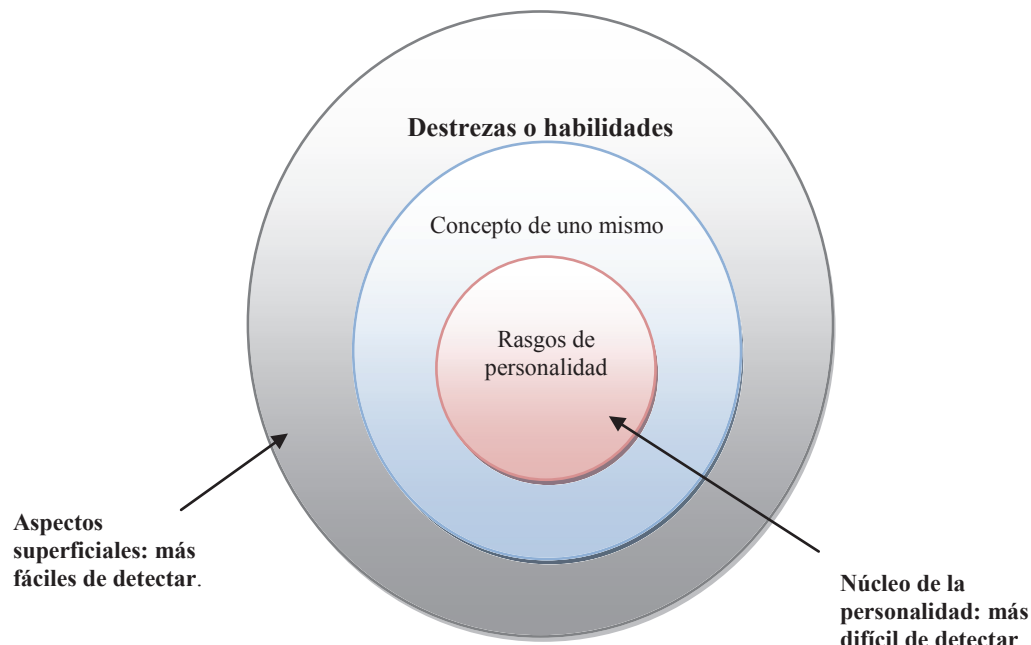 Destrezas o habilidades
Concepto de uno mismo
Rasgos de
personalidad
Aspectos
superficiales: más
fáciles de detectar.
Núcleo de la
personalidad: más
difícil de detectar